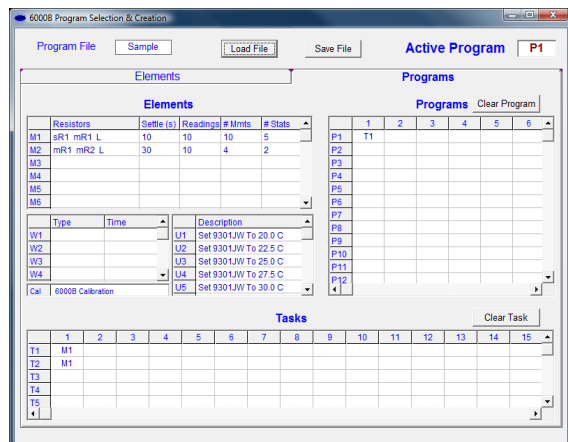 6000B Program Selection & Creation
Program File Sample Load File Save File Active Program P1
Elements Programs
Elements
Resistors Settle (s) Readings # Mmts # Stats
M1 sR1 mR1 L 10 10 10 5
M2 mR1 mR2 L 30 10 4 2
M3
M4
M5
M6
Type Time
W1
W2
W3
W4
Cal 6000B Calibration
Description
U1 Set 9301JW To 20.0 C
U2 Set 9301JW To 22.5 C
U3 Set 9301JW To 25.0 C
U4 Set 9301JW To 27.5 C
U5 Set 9301JW To 30.0 C
Programs Clear Program
1 2 3 4 5 6
P1 T1
P2
P3
P4
P5
P6
P7
P8
P9
P10
P11
P12
Tasks Clear Task
1 2 3 4 5 6 7 8 9 10 11 12 13 14 15
T1 M1
T2 M1
T3
T4
T5